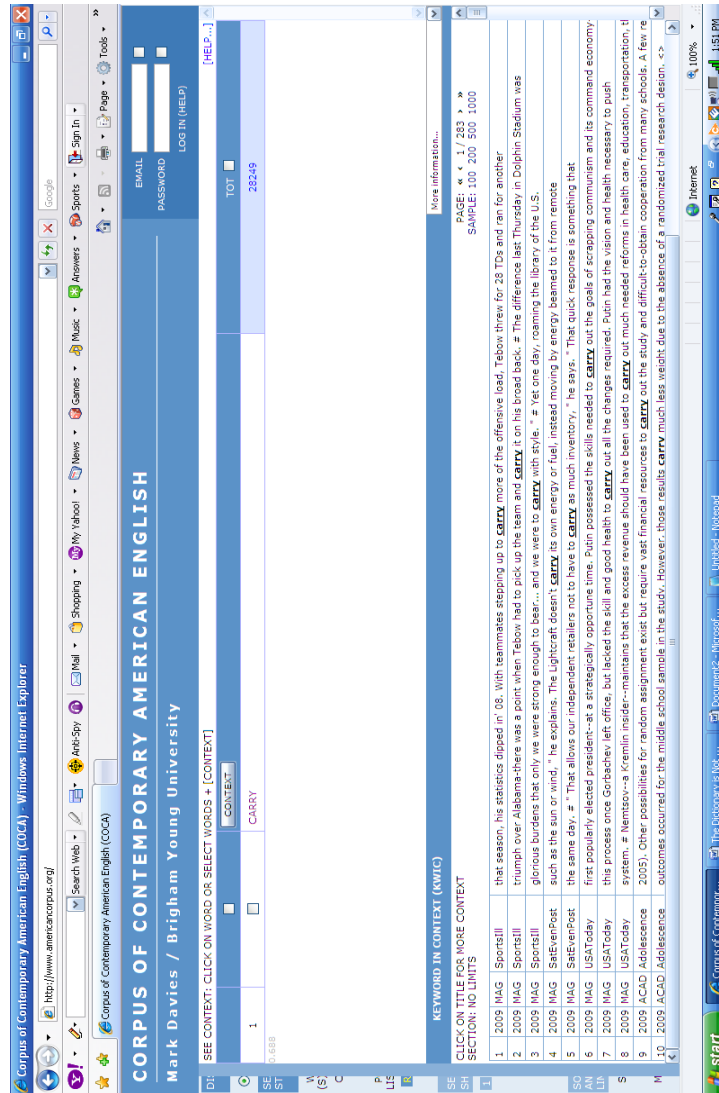 Corpus of Contemporary American English (COCA) - Windows Internet Explorer
http://www.americancorpus.org/
Google
Search Web
Anti-Spy
Mail
Shopping
My Yahoo!
News
Games
Music
Answers
Sports
Sign In
Corpus of Contemporary American English (COCA)
Page
Tools
CORPUS OF CONTEMPORARY AMERICAN ENGLISH
Mark Davies / Brigham Young University
EMAIL
PASSWORD
LOG IN (HELP)
SEE CONTEXT: CLICK ON WORD OR SELECT WORDS + [CONTEXT]
[HELP...]
CONTEXT
TOT
1 CARRY 28249
0.688
More information...
KEYWORD IN CONTEXT (KWIC)
CLICK ON TITLE FOR MORE CONTEXT
SECTION: NO LIMITS
PAGE: « < 1 / 283 > »
SAMPLE: 100 200 500 1000
1 2009 MAG SportsIll that season, his statistics dipped in' 08. With teammates stepping up to carry more of the offensive load, Tebow threw for 28 TDs and ran for another
2 2009 MAG SportsIll triumph over Alabama-there was a point when Tebow had to pick up the team and carry it on his broad back. # The difference last Thursday in Dolphin Stadium was
3 2009 MAG SportsIll glorious burdens that only we were strong enough to bear... and we were to carry with style. " # Yet one day, roaming the library of the U.S.
4 2009 MAG SatEvenPost such as the sun or wind, " he explains. The Lightcraft doesn't carry its own energy or fuel, instead moving by energy beamed to it from remote
5 2009 MAG SatEvenPost the same day. # " That allows our independent retailers not to have to carry as much inventory, " he says. " That quick response is something that
6 2009 MAG USAToday first popularly elected president--at a strategically opportune time. Putin possessed the skills needed to carry out the goals of scrapping communism and its command economy-
7 2009 MAG USAToday this process once Gorbachev left office, but lacked the skill and good health to carry out all the changes required. Putin had the vision and health necessary to push
8 2009 MAG USAToday system. # Nemtsov--a Kremlin insider--maintains that the excess revenue should have been used to carry out much needed reforms in health care, education, transportation, tl
9 2009 ACAD Adolescence 2005). Other possibilities for random assignment exist but require vast financial resources to carry out the study and difficult-to-obtain cooperation from many schools. A few re
10 2009 ACAD Adolescence outcomes occurred for the middle school sample in the study. However, those results carry much less weight due to the absence of a randomized trial research design. <>
Internet
100%
start
Corpus of Contempor...
The Dictionary is Not ...
Document2 - Microsof...
Untitled - Notepad
1:51 PM